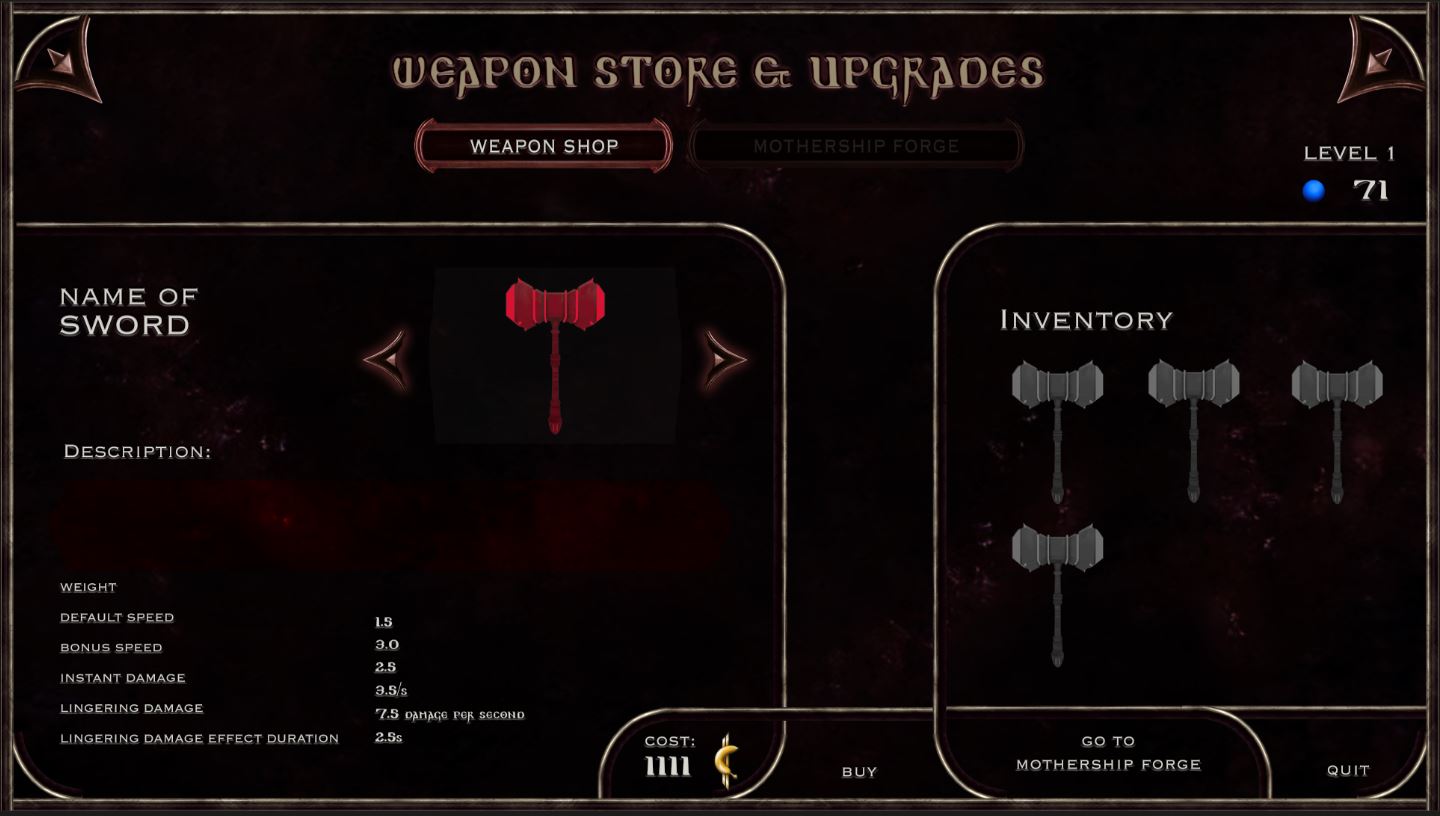 WEAPON STORE & UPGRADES
WEAPON SHOP
MOTHERSHIP FORGE
LEVEL 1
71
NAME OF
SWORD
DESCRIPTION:
WEIGHT
DEFAULT SPEED
BONUS SPEED
INSTANT DAMAGE
LINGERING DAMAGE
LINGERING DAMAGE EFFECT DURATION
1.5
3.0
2.5
3.5/s
7.5 DAMAGE PER SECOND
2.5s
COST:
1111
BUY
INVENTORY
GO TO
MOTHERSHIP FORGE
QUIT